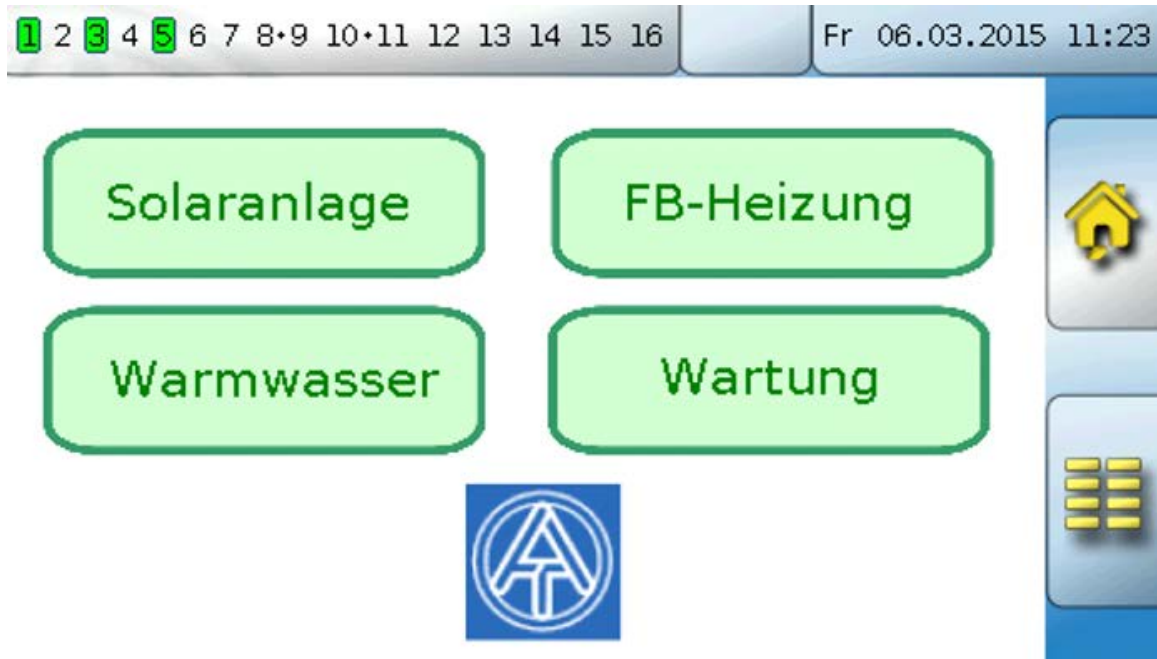 1 2 3 4 5 6 7 8•9 10•11 12 13 14 15 16 Fr 06.03.2015 11:23
Solaranlage FB-Heizung
Warmwasser Wartung
TA